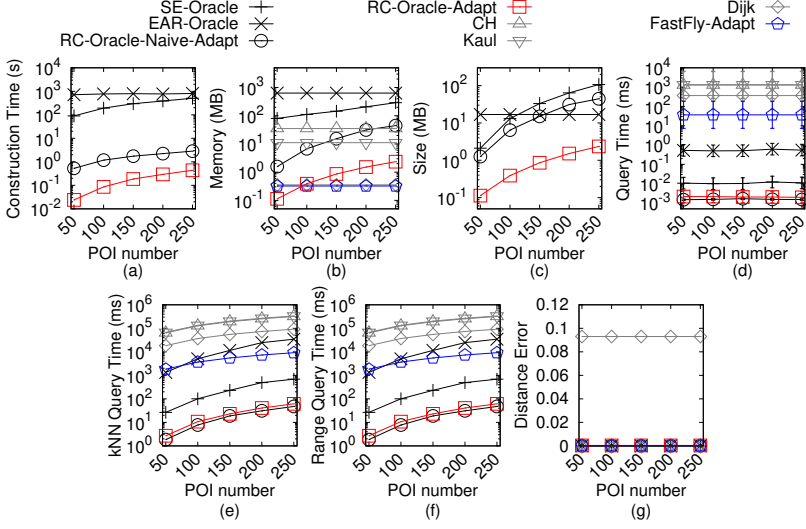 SE-Oracle RC-Oracle-Adapt Dijk
EAR-Oracle CH FastFly-Adapt
RC-Oracle-Naive-Adapt Kaul
Construction Time (s)
10^4
10^3
10^2
10^1
10^0
10^-1
10^-2
50 100 150 200 250
POI number
(a)
Memory (MB)
10^3
10^2
10^1
10^0
10^-1
50 100 150 200 250
POI number
(b)
Size (MB)
10^2
10^1
10^0
10^-1
50 100 150 200 250
POI number
(c)
Query Time (ms)
10^4
10^3
10^2
10^1
10^0
10^-1
10^-2
10^-3
50 100 150 200 250
POI number
(d)
kNN Query Time (ms)
10^6
10^5
10^4
10^3
10^2
10^1
10^0
50 100 150 200 250
POI number
(e)
Range Query Time (ms)
10^6
10^5
10^4
10^3
10^2
10^1
10^0
50 100 150 200 250
POI number
(f)
Distance Error
0.12
0.1
0.08
0.06
0.04
0.02
0
50 100 150 200 250
POI number
(g)